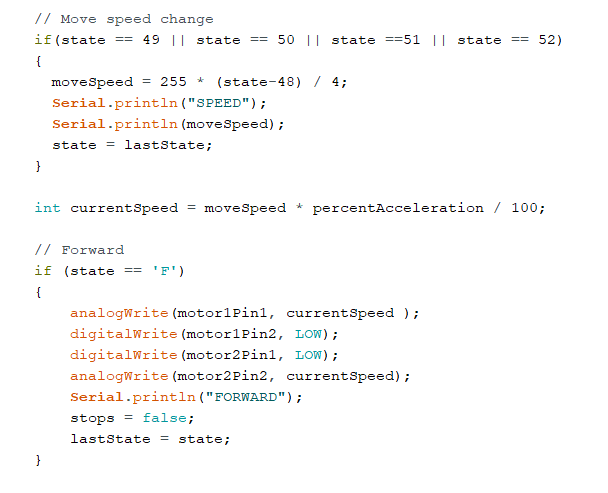 // Move speed change
if(state == 49 || state == 50 || state ==51 || state == 52)
{
moveSpeed = 255 * (state-48) / 4;
Serial.println("SPEED");
Serial.println(moveSpeed);
state = lastState;
}
int currentSpeed = moveSpeed * percentAcceleration / 100;
// Forward
if (state == 'F')
{
analogWrite(motor1Pin1, currentSpeed );
digitalWrite(motor1Pin2, LOW);
digitalWrite(motor2Pin1, LOW);
analogWrite(motor2Pin2, currentSpeed);
Serial.println("FORWARD");
stops = false;
lastState = state;
}